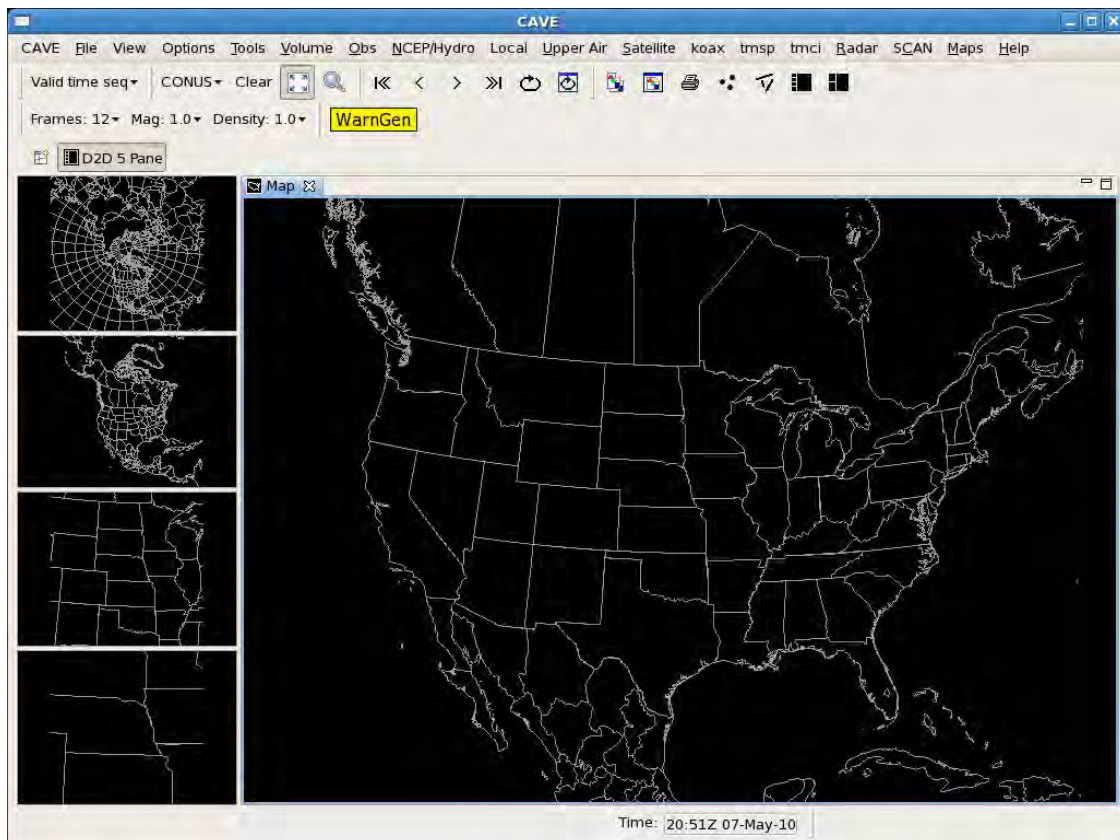 CAVE
CAVE File View Options Tools Volume Obs NCEP/Hydro Local Upper Air Satellite koax tmsp tmci Radar SCAN Maps Help
Valid time seq CONUS Clear
Frames: 12 Mag: 1.0 Density: 1.0 WarnGen
D2D 5 Pane
Map
Time: 20:51Z 07-May-10